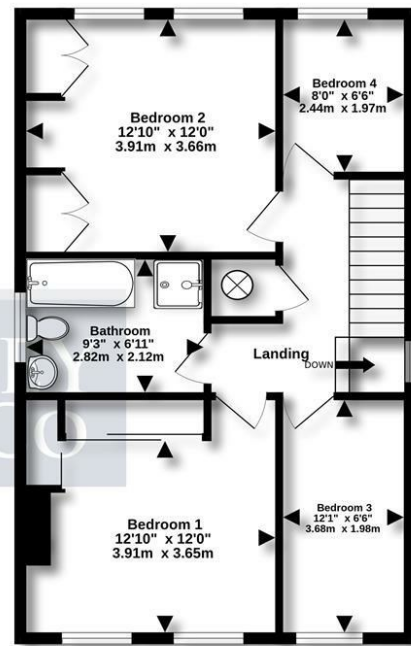 Bedroom 4
8'0" x 6'6"
2.44m x 1.97m
Bedroom 2
12'10" x 12'0"
3.91m x 3.66m
Bathroom
9'3" x 6'11"
2.82m x 2.12m
Landing
DOWN
Bedroom 1
12'10" x 12'0"
3.91m x 3.65m
Bedroom 3
12'1" x 6'6"
3.68m x 1.98m